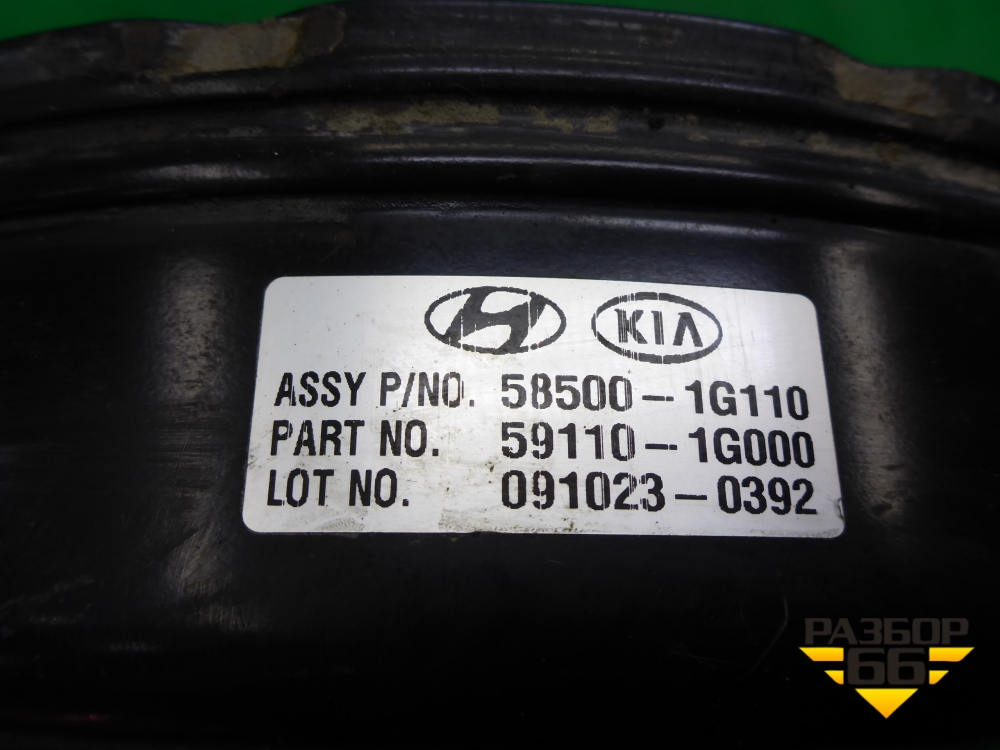 KIA
ASSY P/NO. 58500-1G110
PART NO. 59110-1G000
LOT NO. 091023-0392
РАЗБОР
66